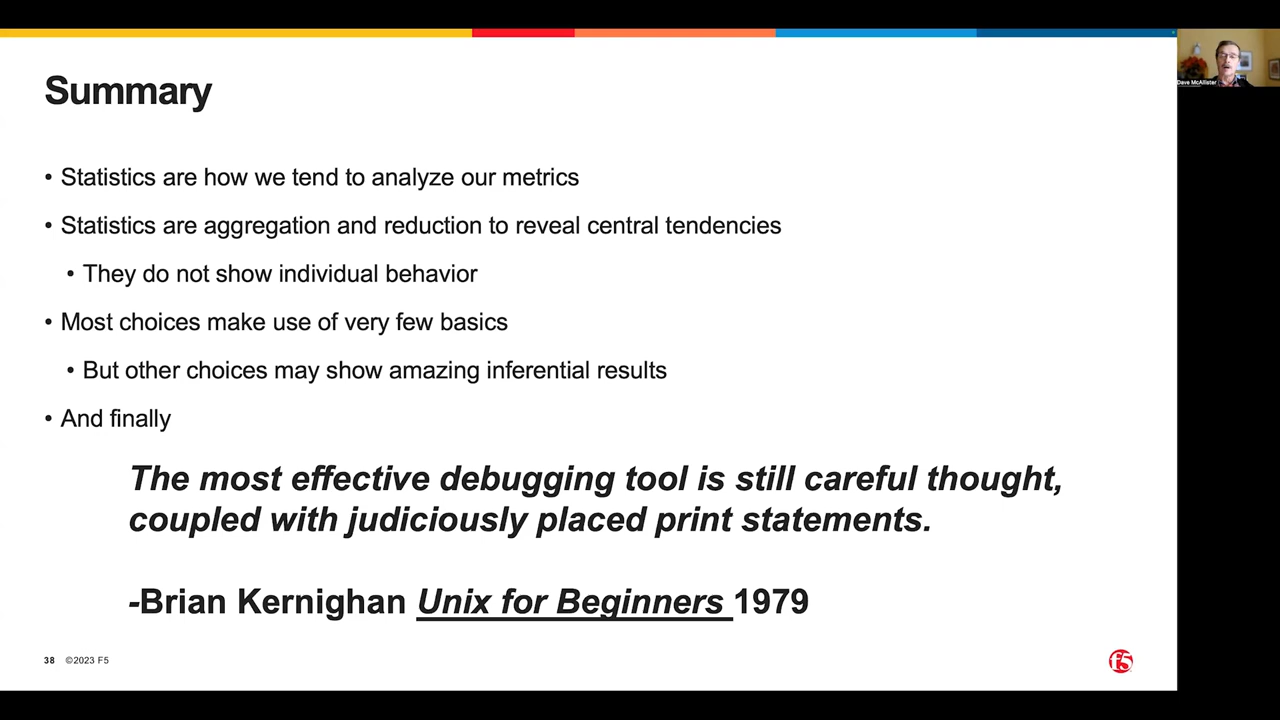 Summary
• Statistics are how we tend to analyze our metrics
• Statistics are aggregation and reduction to reveal central tendencies
• They do not show individual behavior
• Most choices make use of very few basics
• But other choices may show amazing inferential results
• And finally
The most effective debugging tool is still careful thought,
coupled with judiciously placed print statements.
-Brian Kernighan Unix for Beginners 1979
38 ©2023 F5
f5
Dave McAllister